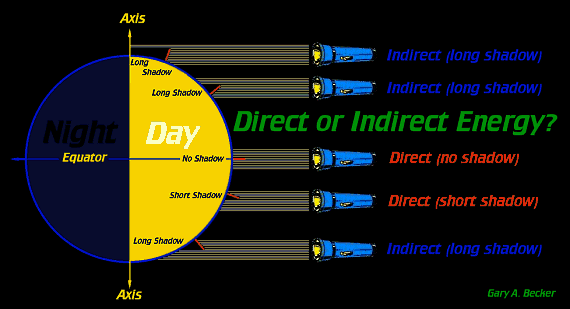 Axis
Indirect (long shadow)
Long
Shadow
Indirect (long shadow)
Long Shadow
Direct or Indirect Energy?
Night
Day
Equator
No Shadow
Direct (no shadow)
Short Shadow
Direct (short shadow)
Long Shadow
Indirect (long shadow)
Axis
Gary A. Becker